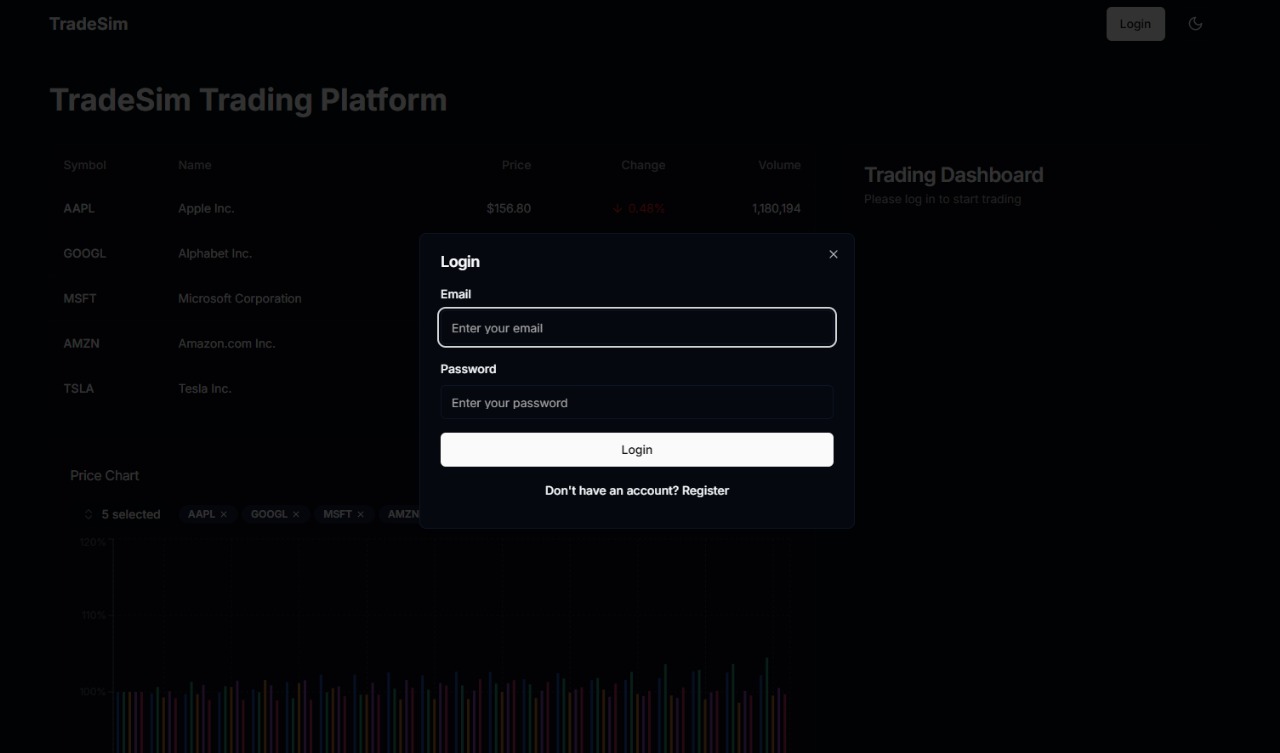 TradeSim
Login
TradeSim Trading Platform
Symbol Name Price Change Volume
AAPL Apple Inc. $156.80 ↓ 0.48% 1,180,194
GOOGL Alphabet Inc.
MSFT Microsoft Corporation
AMZN Amazon.com Inc.
TSLA Tesla Inc.
Trading Dashboard
Please log in to start trading
Login
Email
Enter your email
Password
Enter your password
Login
Don't have an account? Register
Price Chart
5 selected AAPL × GOOGL × MSFT × AMZN
120%
110%
100%